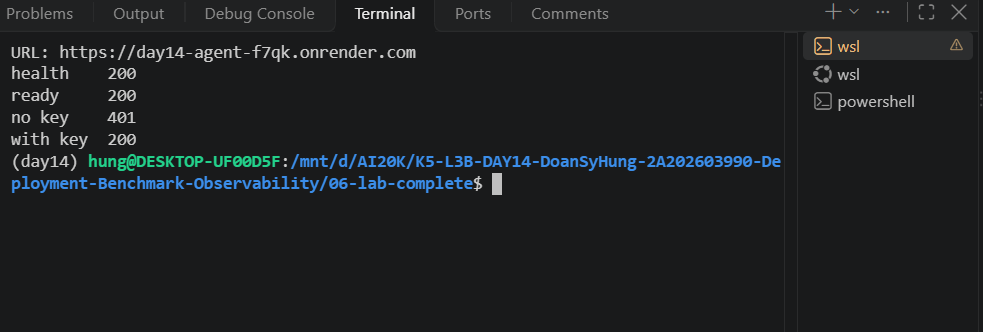 Problems Output Debug Console Terminal Ports Comments
URL: https://day14-agent-f7qk.onrender.com
health 200
ready 200
no key 401
with key 200
(day14) hung@DESKTOP-UF00D5F:/mnt/d/AI20K/K5-L3B-DAY14-DoanSyHung-2A202603990-De
ployment-Benchmark-Observability/06-lab-complete$
wsl
wsl
powershell